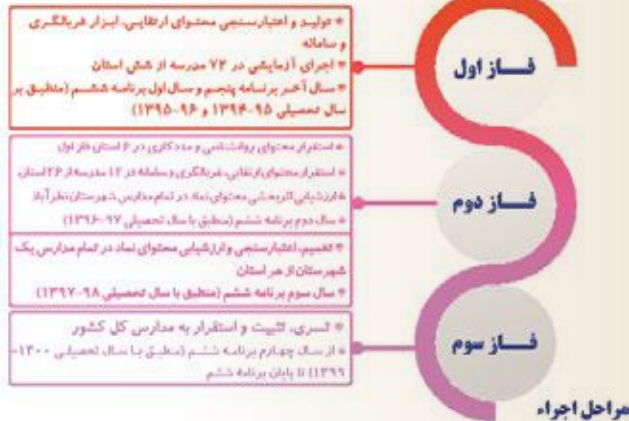 * تولید و اعتبارسنجی محتوای ارتقایی، ابزار غربالگری
و سامانه
* اجرای آزمایشی در ۷۲ مدرسه از شش استان
* سال آخر برنامه پنجم و سال اول برنامه ششم (منطبق بر
سال تحصیلی ۹۵-۱۳۹۴ و ۹۶-۱۳۹۵)
فــاز اول
* استقرار محتوای روانشناسی و مددکاری در ۶ استان فاز اول
* استقرار محتوای ارتقایی، غربالگری و سامانه در ۱۲ مدرسه از ۲۶ استان
* ارزشیابی اثربخشی محتوای نماد در تمام مدارس شهرستان نظرآباد
* سال دوم برنامه ششم (منطبق با سال تحصیلی ۹۷-۱۳۹۶)
فــاز دوم
* تعمیم، اعتبارسنجی و ارزشیابی محتوای نماد در تمام مدارس یک
شهرستان از هر استان
* سال سوم برنامه ششم (منطبق با سال تحصیلی ۹۸-۱۳۹۷)
* تسری، تثبیت و استقرار به مدارس کل کشور
* از سال چهارم برنامه ششم (منطبق با سال تحصیلی ۱۴۰۰-
۱۳۹۹) تا پایان برنامه ششم
فــاز سوم
مراحل اجراء